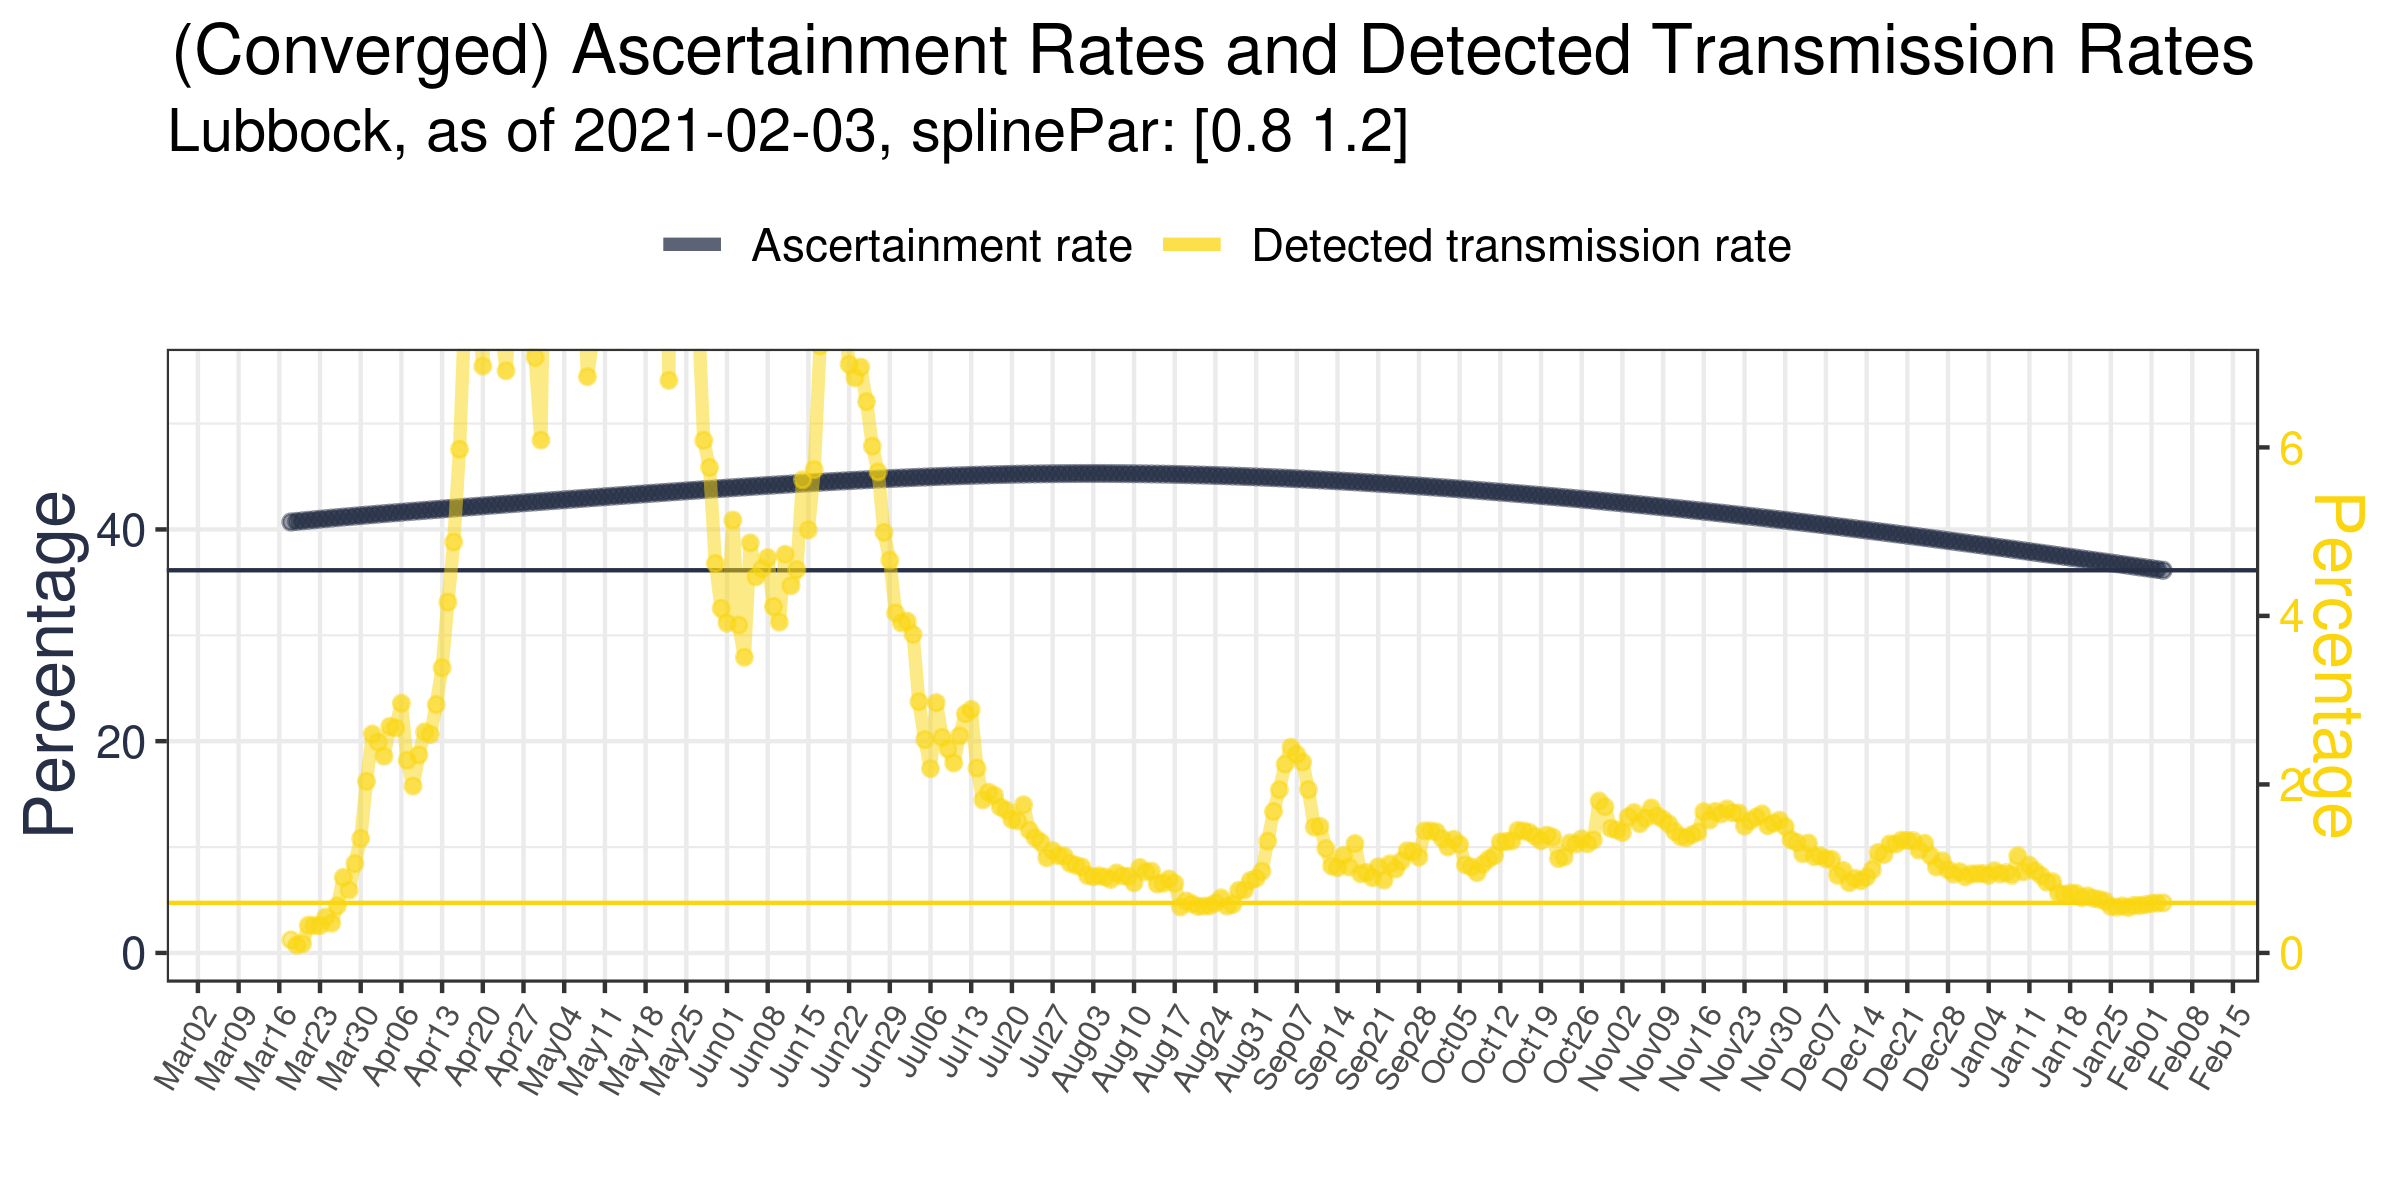 (Converged) Ascertainment Rates and Detected Transmission Rates
Lubbock, as of 2021-02-03, splinePar: [0.8 1.2]
Ascertainment rate Detected transmission rate
Percentage
40
20
0
6
4
2
0
Percentage
Mar02 Mar09 Mar16 Mar23 Mar30 Apr06 Apr13 Apr20 Apr27 May04 May11 May18 May25 Jun01 Jun08 Jun15 Jun22 Jun29 Jul06 Jul13 Jul20 Jul27 Aug03 Aug10 Aug17 Aug24 Aug31 Sep07 Sep14 Sep21 Sep28 Oct05 Oct12 Oct19 Oct26 Nov02 Nov09 Nov16 Nov23 Nov30 Dec07 Dec14 Dec21 Dec28 Jan04 Jan11 Jan18 Jan25 Feb01 Feb08 Feb15